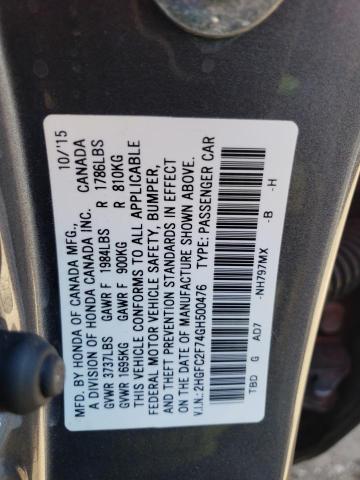 MFD. BY HONDA OF CANADA MFG., 10/'15
A DIVISION OF HONDA CANADA INC. CANADA
GVWR 3737LBS GAWR F 1984LBS R 1786LBS
GVWR 1695KG GAWR F 900KG R 810KG
THIS VEHICLE CONFORMS TO ALL APPLICABLE
FEDERAL MOTOR VEHICLE SAFETY, BUMPER,
AND THEFT PREVENTION STANDARDS IN EFFECT
ON THE DATE OF MANUFACTURE SHOWN ABOVE.
V.I.N.: 2HGFC2F74GH500476 TYPE: PASSENGER CAR
TBD G AD7 -NH797MX -B -H